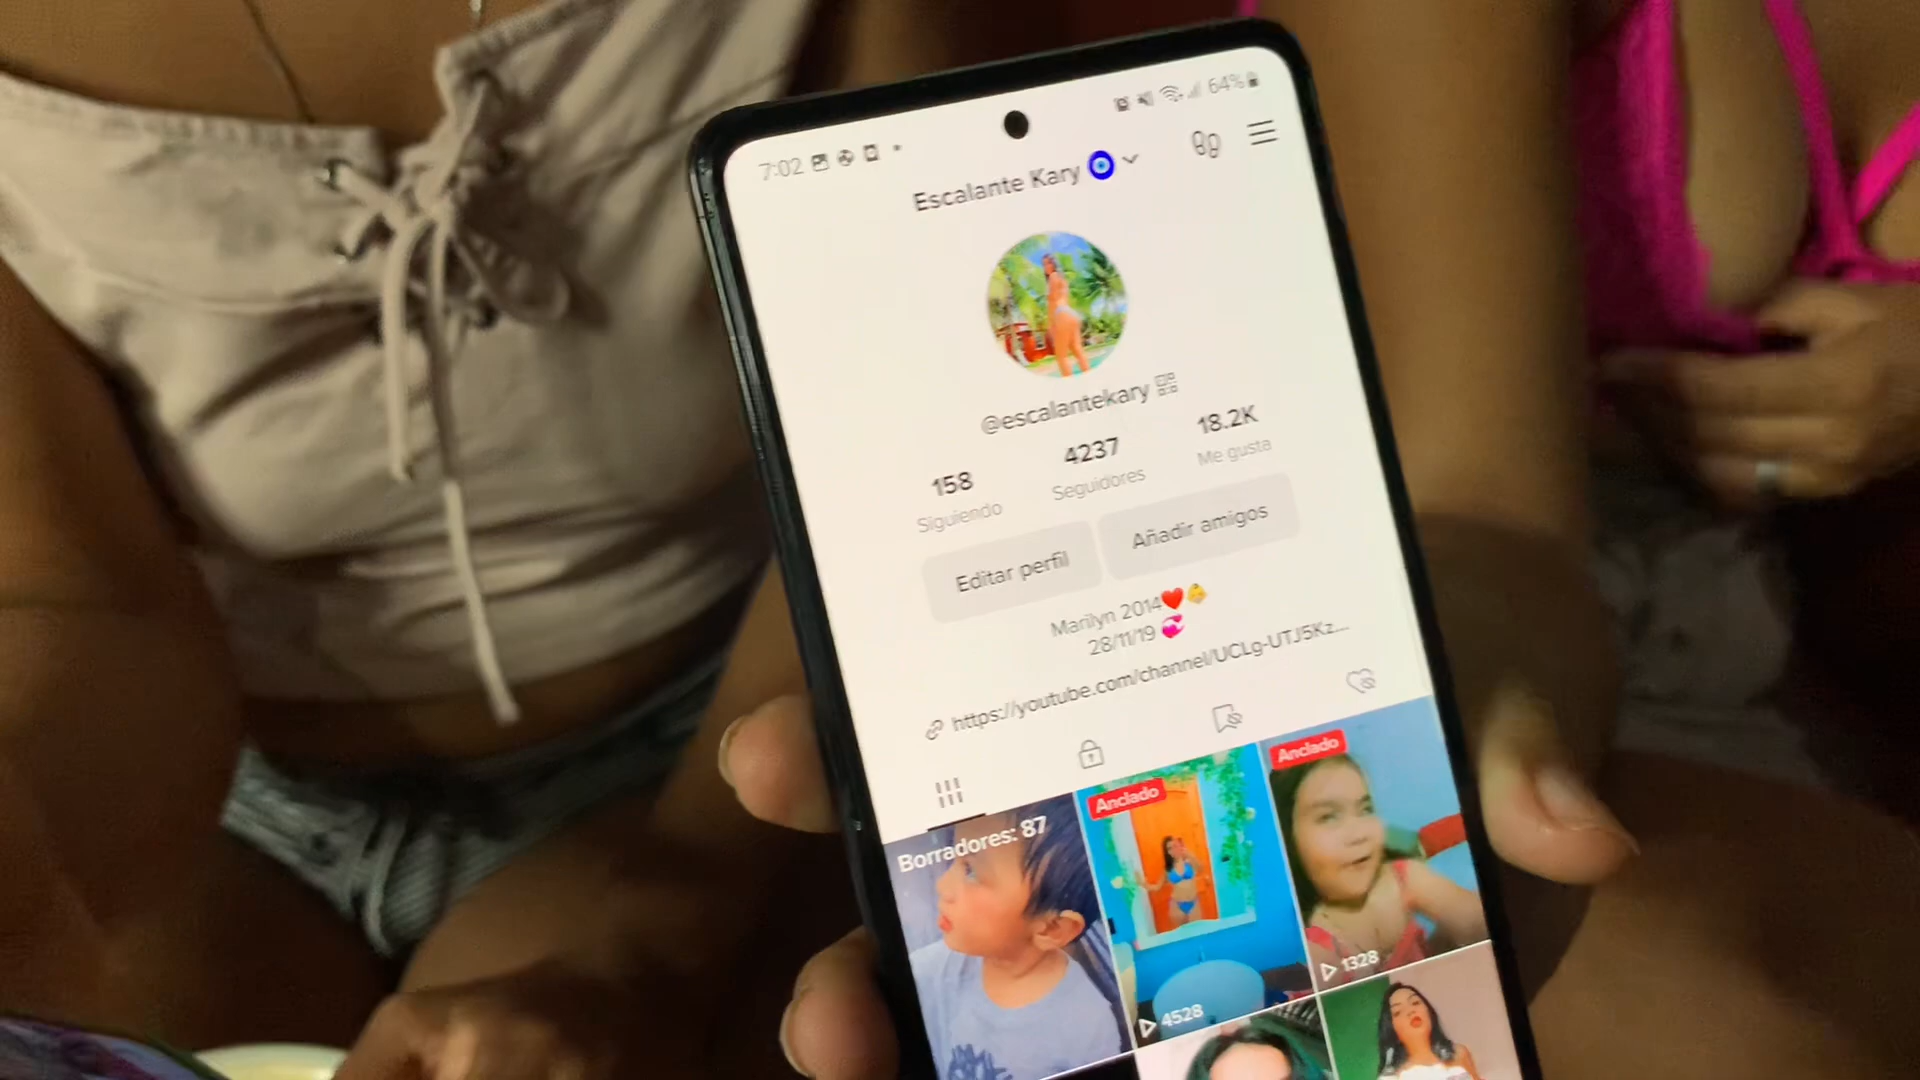 7:02
64%
Escalante Kary
@escalantekary
158
Siguiendo
4237
Seguidores
18.2K
Me gusta
Editar perfil
Añadir amigos
Marilyn 2014❤️👶
28/11/19 💞
https://youtube.com/channel/UCLg-UTJ5Kz...
Borradores: 87
Anclado
4528
Anclado
1328